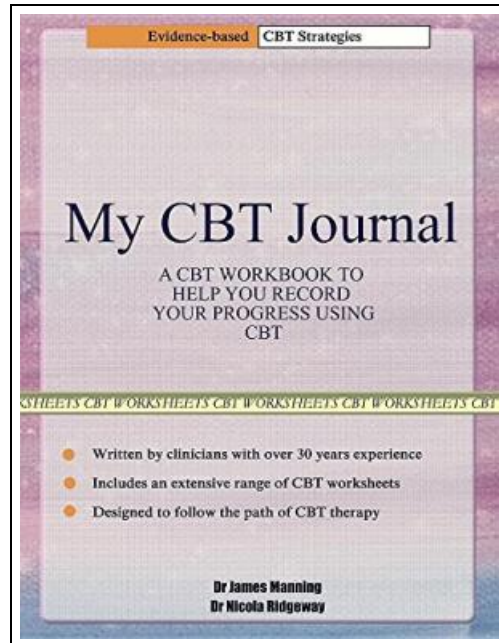 Evidence-based CBT Strategies
My CBT Journal
A CBT WORKBOOK TO
HELP YOU RECORD
YOUR PROGRESS USING
CBT
KSHEETS CBT WORKSHEETS CBT WORKSHEETS CBT WORKSHEETS CBT
Written by clinicians with over 30 years experience
Includes an extensive range of CBT worksheets
Designed to follow the path of CBT therapy
Dr James Manning
Dr Nicola Ridgeway